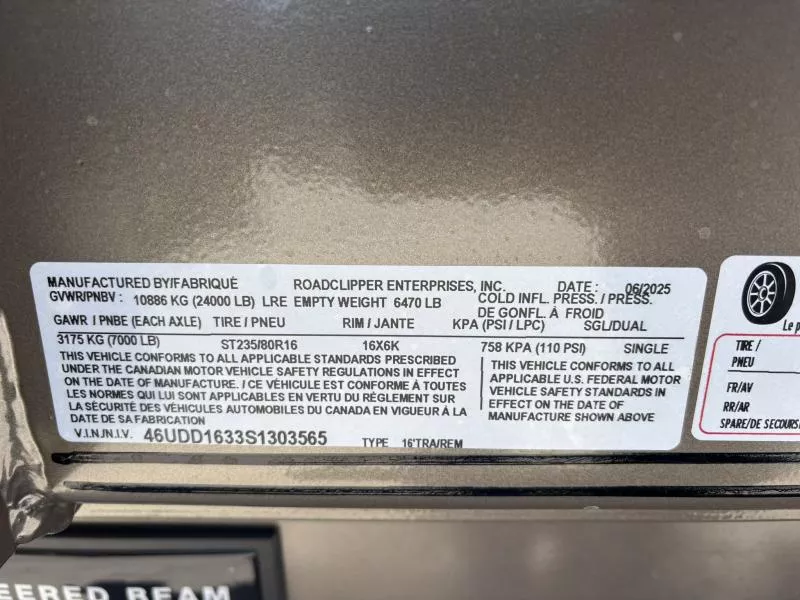 MANUFACTURED BY/FABRIQUÉ ROADCLIPPER ENTERPRISES, INC. DATE : 06/2025
GVWR/PNBV : 10886 KG (24000 LB) LRE EMPTY WEIGHT 6470 LB COLD INFL. PRESS. / PRESS.
DE GONFL. À FROID
GAWR / PNBE (EACH AXLE) TIRE / PNEU RIM / JANTE KPA (PSI / LPC) SGL/DUAL
3175 KG (7000 LB) ST235/80R16 16X6K 758 KPA (110 PSI) SINGLE
THIS VEHICLE CONFORMS TO ALL APPLICABLE STANDARDS PRESCRIBED
UNDER THE CANADIAN MOTOR VEHICLE SAFETY REGULATIONS IN EFFECT
ON THE DATE OF MANUFACTURE. / CE VÉHICULE EST CONFORME À TOUTES
LES NORMES QUI LUI SONT APPLICABLES EN VERTU DU RÈGLEMENT SUR
LA SÉCURITÉ DES VÉHICULES AUTOMOBILES DU CANADA EN VIGUEUR À LA
DATE DE SA FABRICATION
THIS VEHICLE CONFORMS TO ALL
APPLICABLE U.S. FEDERAL MOTOR
VEHICLE SAFETY STANDARDS IN
EFFECT ON THE DATE OF
MANUFACTURE SHOWN ABOVE
V.I.N./N.I.V. 46UDD1633S1303565 TYPE 16'TRA/REM
Le p
TIRE /
PNEU
FR/AV
RR/AR
SPARE/DE SECOURS
EERED BEAM